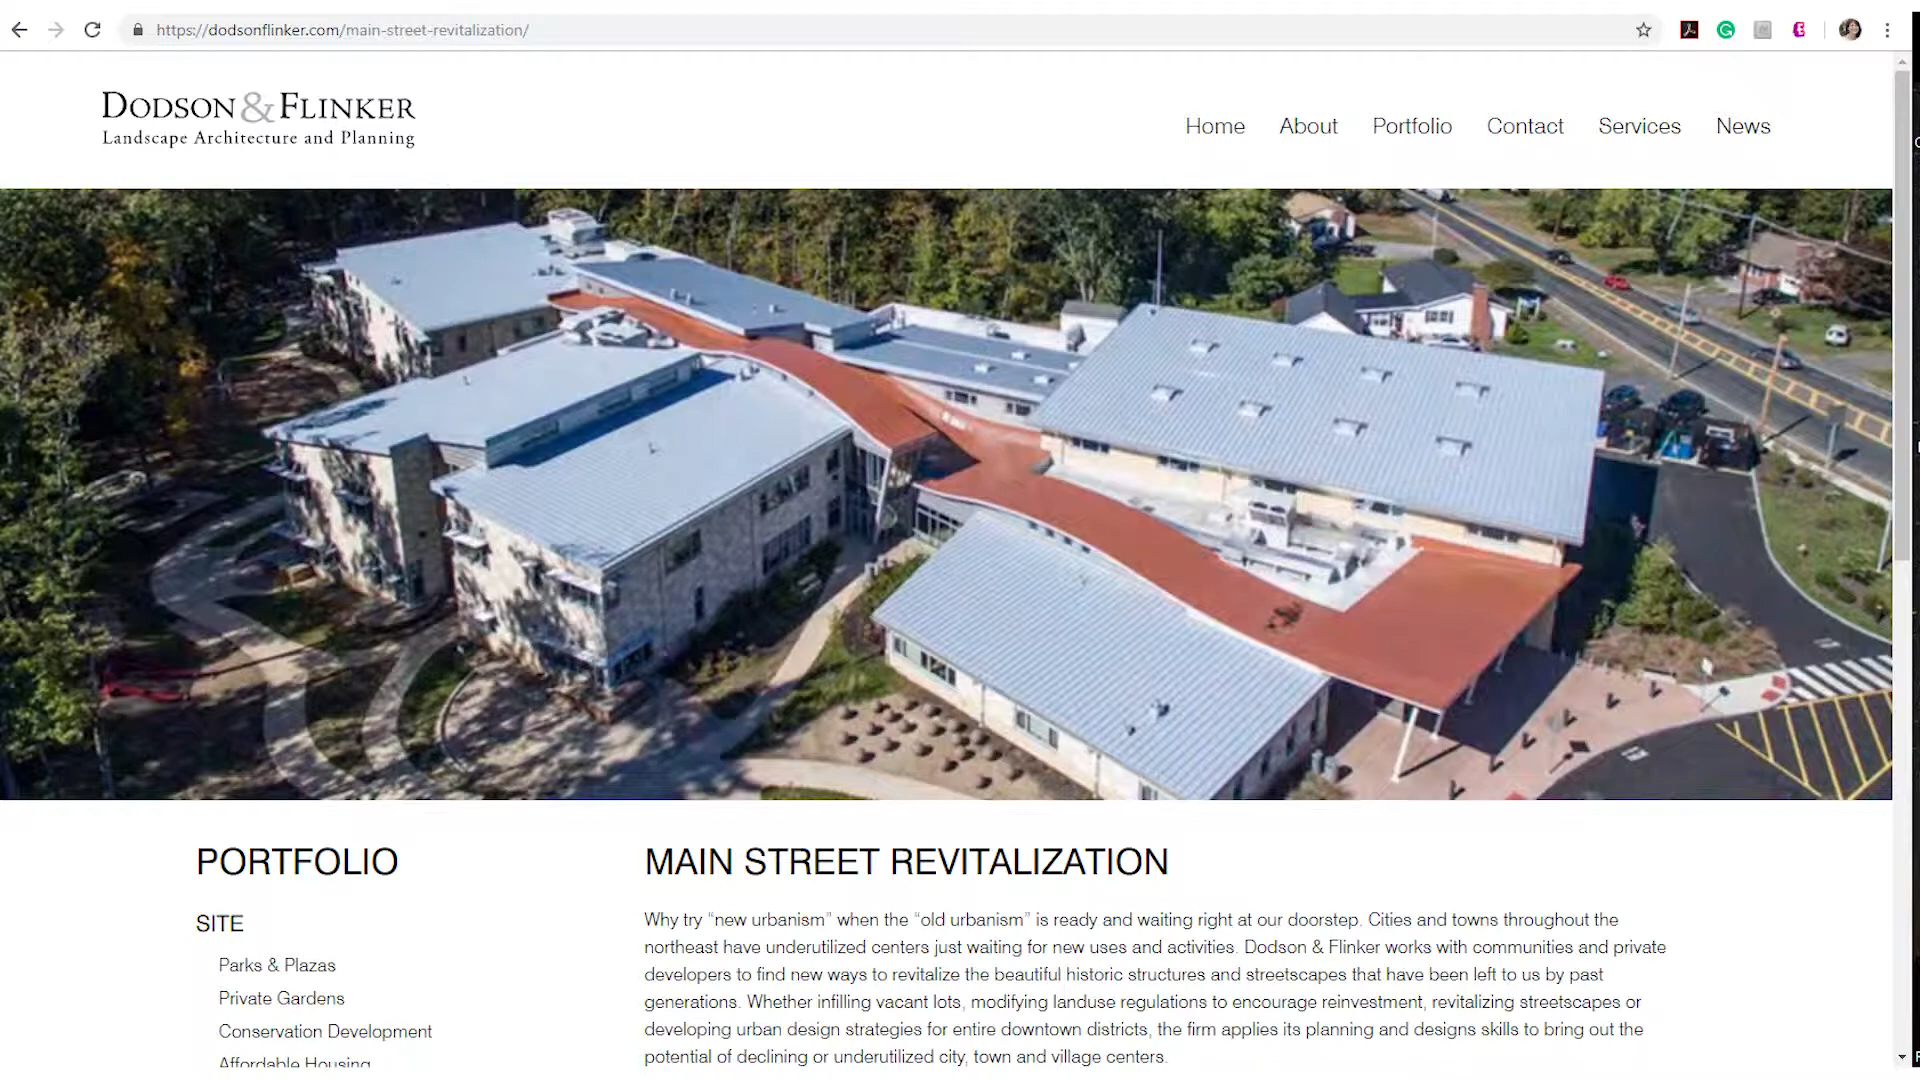 https://dodsonflinker.com/main-street-revitalization/
DODSON & FLINKER
Landscape Architecture and Planning
Home About Portfolio Contact Services News
PORTFOLIO
SITE
Parks & Plazas
Private Gardens
Conservation Development
Affordable Housing
MAIN STREET REVITALIZATION
Why try “new urbanism” when the “old urbanism” is ready and waiting right at our doorstep. Cities and towns throughout the
northeast have underutilized centers just waiting for new uses and activities. Dodson & Flinker works with communities and private
developers to find new ways to revitalize the beautiful historic structures and streetscapes that have been left to us by past
generations. Whether infilling vacant lots, modifying landuse regulations to encourage reinvestment, revitalizing streetscapes or
developing urban design strategies for entire downtown districts, the firm applies its planning and designs skills to bring out the
potential of declining or underutilized city, town and village centers.